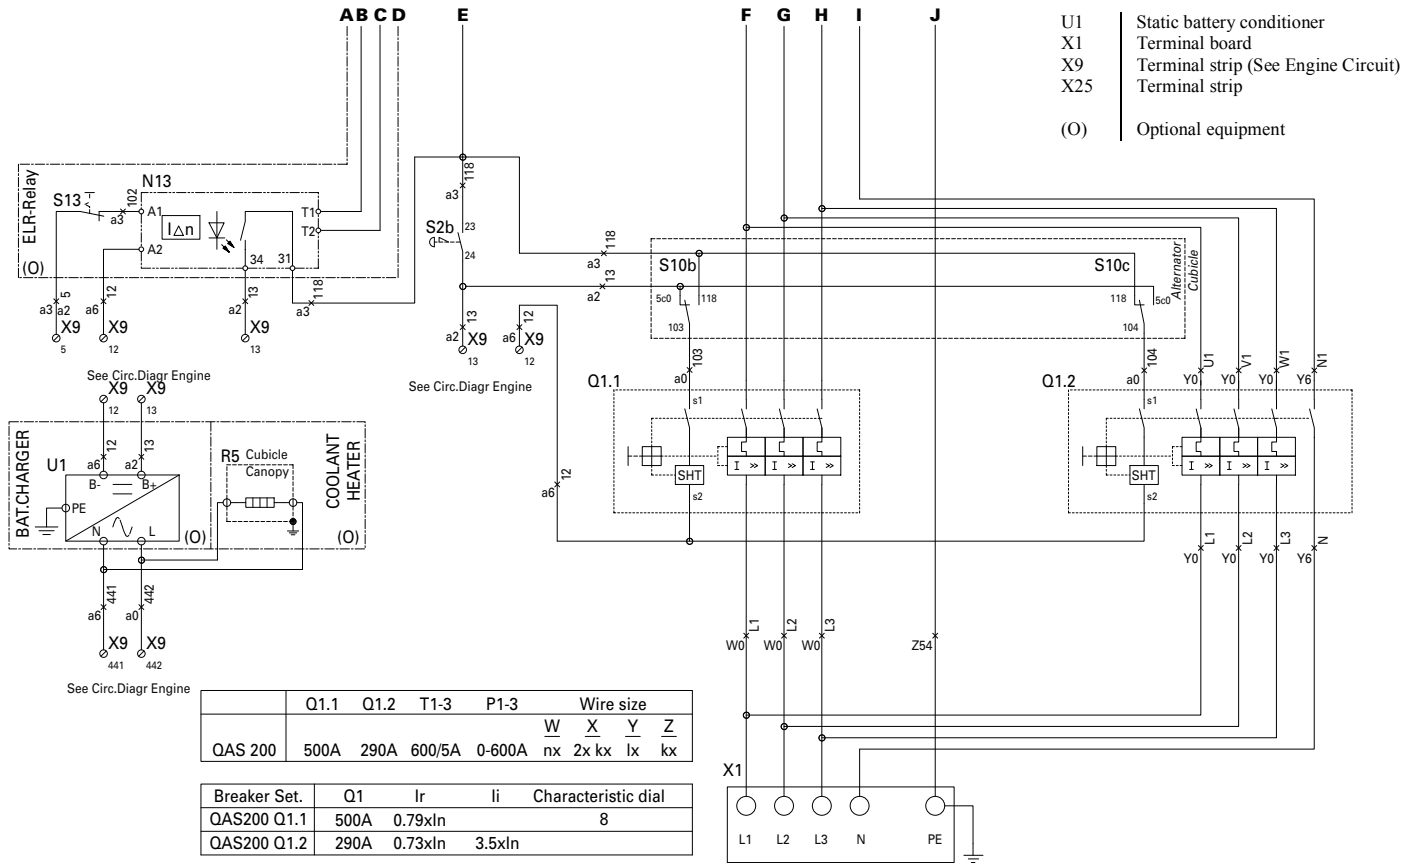 A B C D E F G H I J
U1 Static battery conditioner
X1 Terminal board
X9 Terminal strip (See Engine Circuit)
X25 Terminal strip
(O) Optional equipment
ELR-Relay
(O)
S13
a3
102
N13
A1
A2
I△n
T1
T2
34
31
a3
a2
5
X9
5
a6
12
X9
12
a2
13
X9
13
a3
118
118
a3
S2b
23
24
a2
13
X9
13
a6
12
X9
12
See Circ.Diagr Engine
118
a3
13
a2
S10b
5c0
118
103
S10c
118
5c0
104
Alternator
Cubicle
a0
103
a0
104
Y0
U1
Y0
V1
Y0
W1
Y6
N1
Q1.1
s1
SHT
s2
I >> I >> I >>
Q1.2
s1
SHT
s2
I >> I >> I >>
a6
12
Y0
L1
Y0
L2
Y0
L3
Y6
N
See Circ.Diagr Engine
X9 X9
12 13
12
13
BAT.CHARGER
U1
a6
a2
B-
B+
PE
N
L
(O)
R5 Cubicle
Canopy
COOLANT
HEATER
(O)
a6
441
a0
442
X9 X9
441 442
See Circ.Diagr Engine
W0
L1
W0
L2
W0
L3
Z54
Q1.1 Q1.2 T1-3 P1-3 Wire size
W X Y Z
QAS 200 500A 290A 600/5A 0-600A nx 2x kx lx kx
Breaker Set. Q1 Ir Ii Characteristic dial
QAS200 Q1.1 500A 0.79xIn 8
QAS200 Q1.2 290A 0.73xIn 3.5xIn
X1
L1 L2 L3 N PE